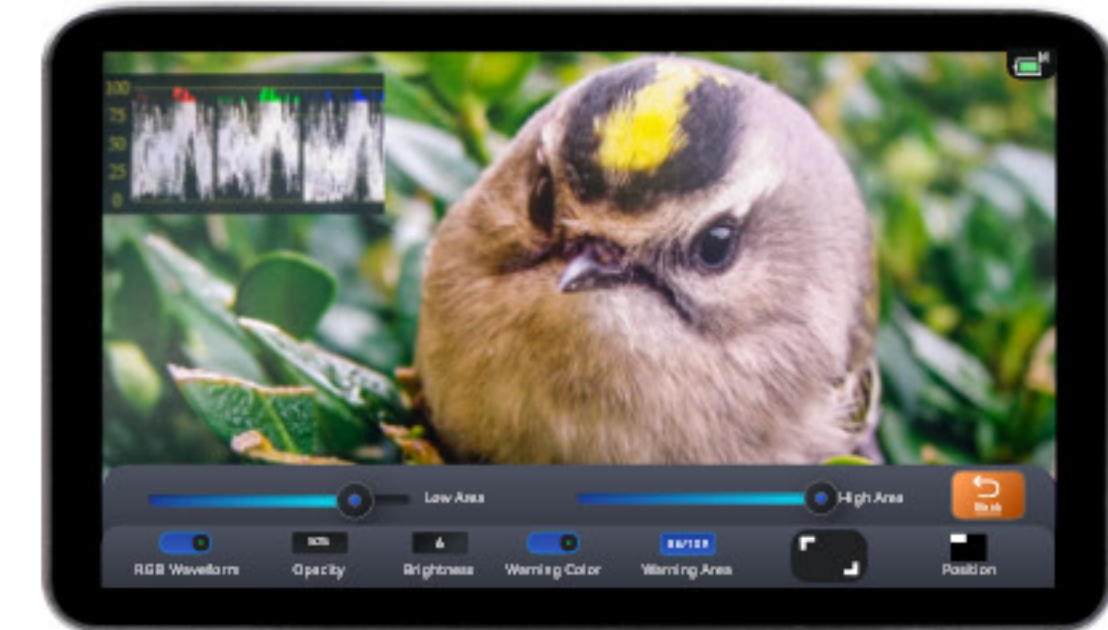 100
75
50
25
0
Low Area
High Area
RGB Waveform
Opacity
Brightness
Warning Color
Warning Area
Position